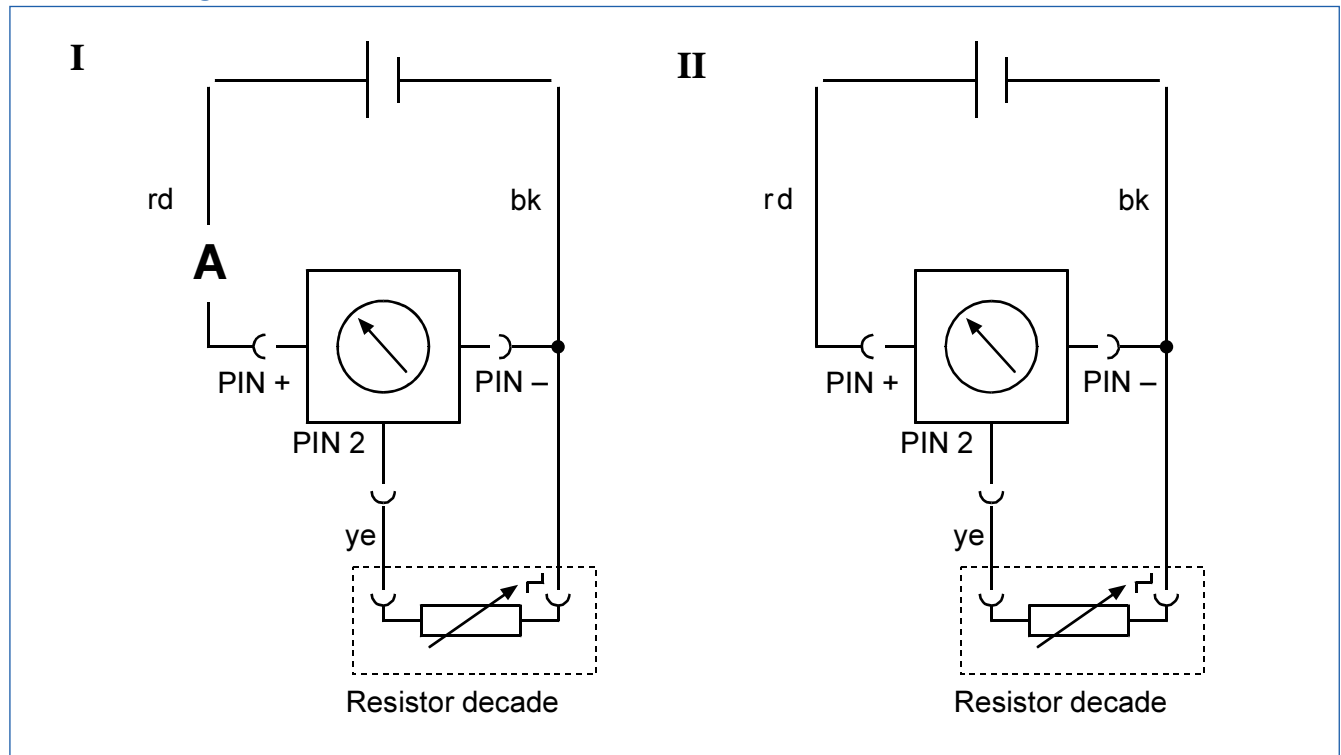 I
rd
bk
A
PIN +
PIN –
PIN 2
ye
Resistor decade
II
rd
bk
PIN +
PIN –
PIN 2
ye
Resistor decade